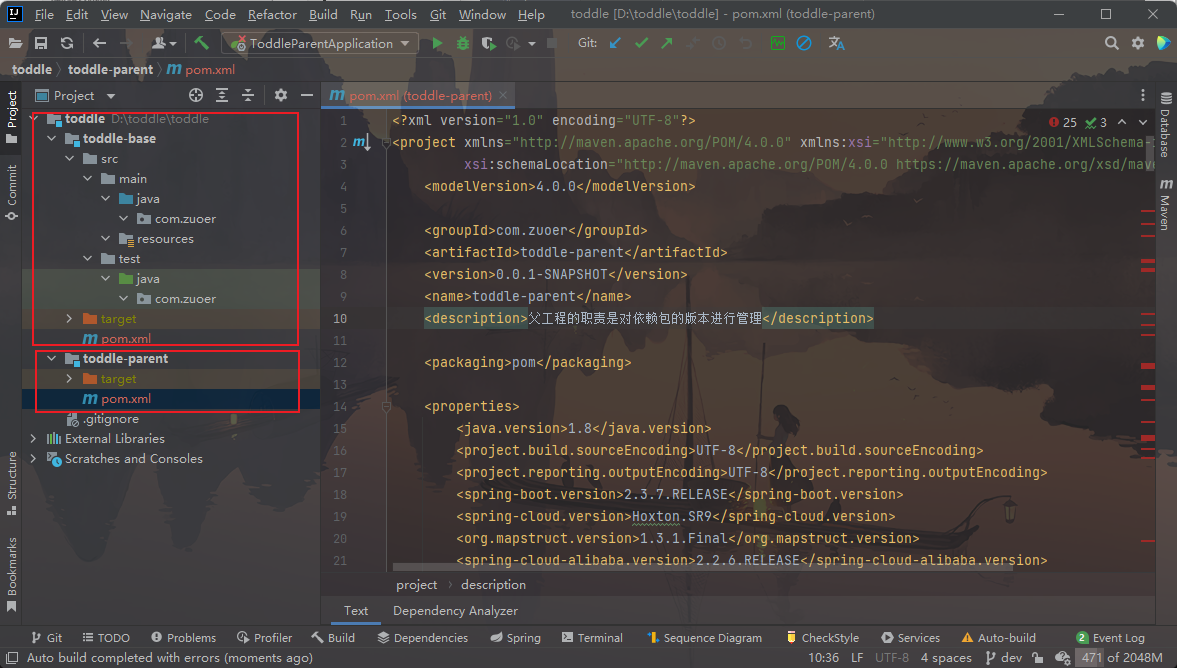 File Edit View Navigate Code Refactor Build Run Tools Git Window Help toddle [D:\toddle\toddle] - pom.xml (toddle-parent)
ToddleParentApplication Git:
toddle toddle-parent m pom.xml
Project
m pom.xml (toddle-parent)
Project
Commit
Structure
Bookmarks
toddle D:\toddle\toddle
toddle-base
src
main
java
com.zuoer
resources
test
java
com.zuoer
target
m pom.xml
toddle-parent
target
m pom.xml
.gitignore
External Libraries
Scratches and Consoles
25 3
1 <?xml version="1.0" encoding="UTF-8"?>
2 m <project xmlns="http://maven.apache.org/POM/4.0.0" xmlns:xsi="http://www.w3.org/2001/XMLSchema-
3 xsi:schemaLocation="http://maven.apache.org/POM/4.0.0 https://maven.apache.org/xsd/mav
4 <modelVersion>4.0.0</modelVersion>
5
6 <groupId>com.zuoer</groupId>
7 <artifactId>toddle-parent</artifactId>
8 <version>0.0.1-SNAPSHOT</version>
9 <name>toddle-parent</name>
10 <description>父工程的职责是对依赖包的版本进行管理</description>
11
12 <packaging>pom</packaging>
13
14 <properties>
15 <java.version>1.8</java.version>
16 <project.build.sourceEncoding>UTF-8</project.build.sourceEncoding>
17 <project.reporting.outputEncoding>UTF-8</project.reporting.outputEncoding>
18 <spring-boot.version>2.3.7.RELEASE</spring-boot.version>
19 <spring-cloud.version>Hoxton.SR9</spring-cloud.version>
20 <org.mapstruct.version>1.3.1.Final</org.mapstruct.version>
21 <spring-cloud-alibaba.version>2.2.6.RELEASE</spring-cloud-alibaba.version>
project description
Text Dependency Analyzer
Database
m Maven
Git TODO Problems Profiler Build Dependencies Spring Terminal Sequence Diagram CheckStyle Services Auto-build 2 Event Log
Auto build completed with errors (moments ago) 10:36 LF UTF-8 4 spaces dev 471 of 2048M